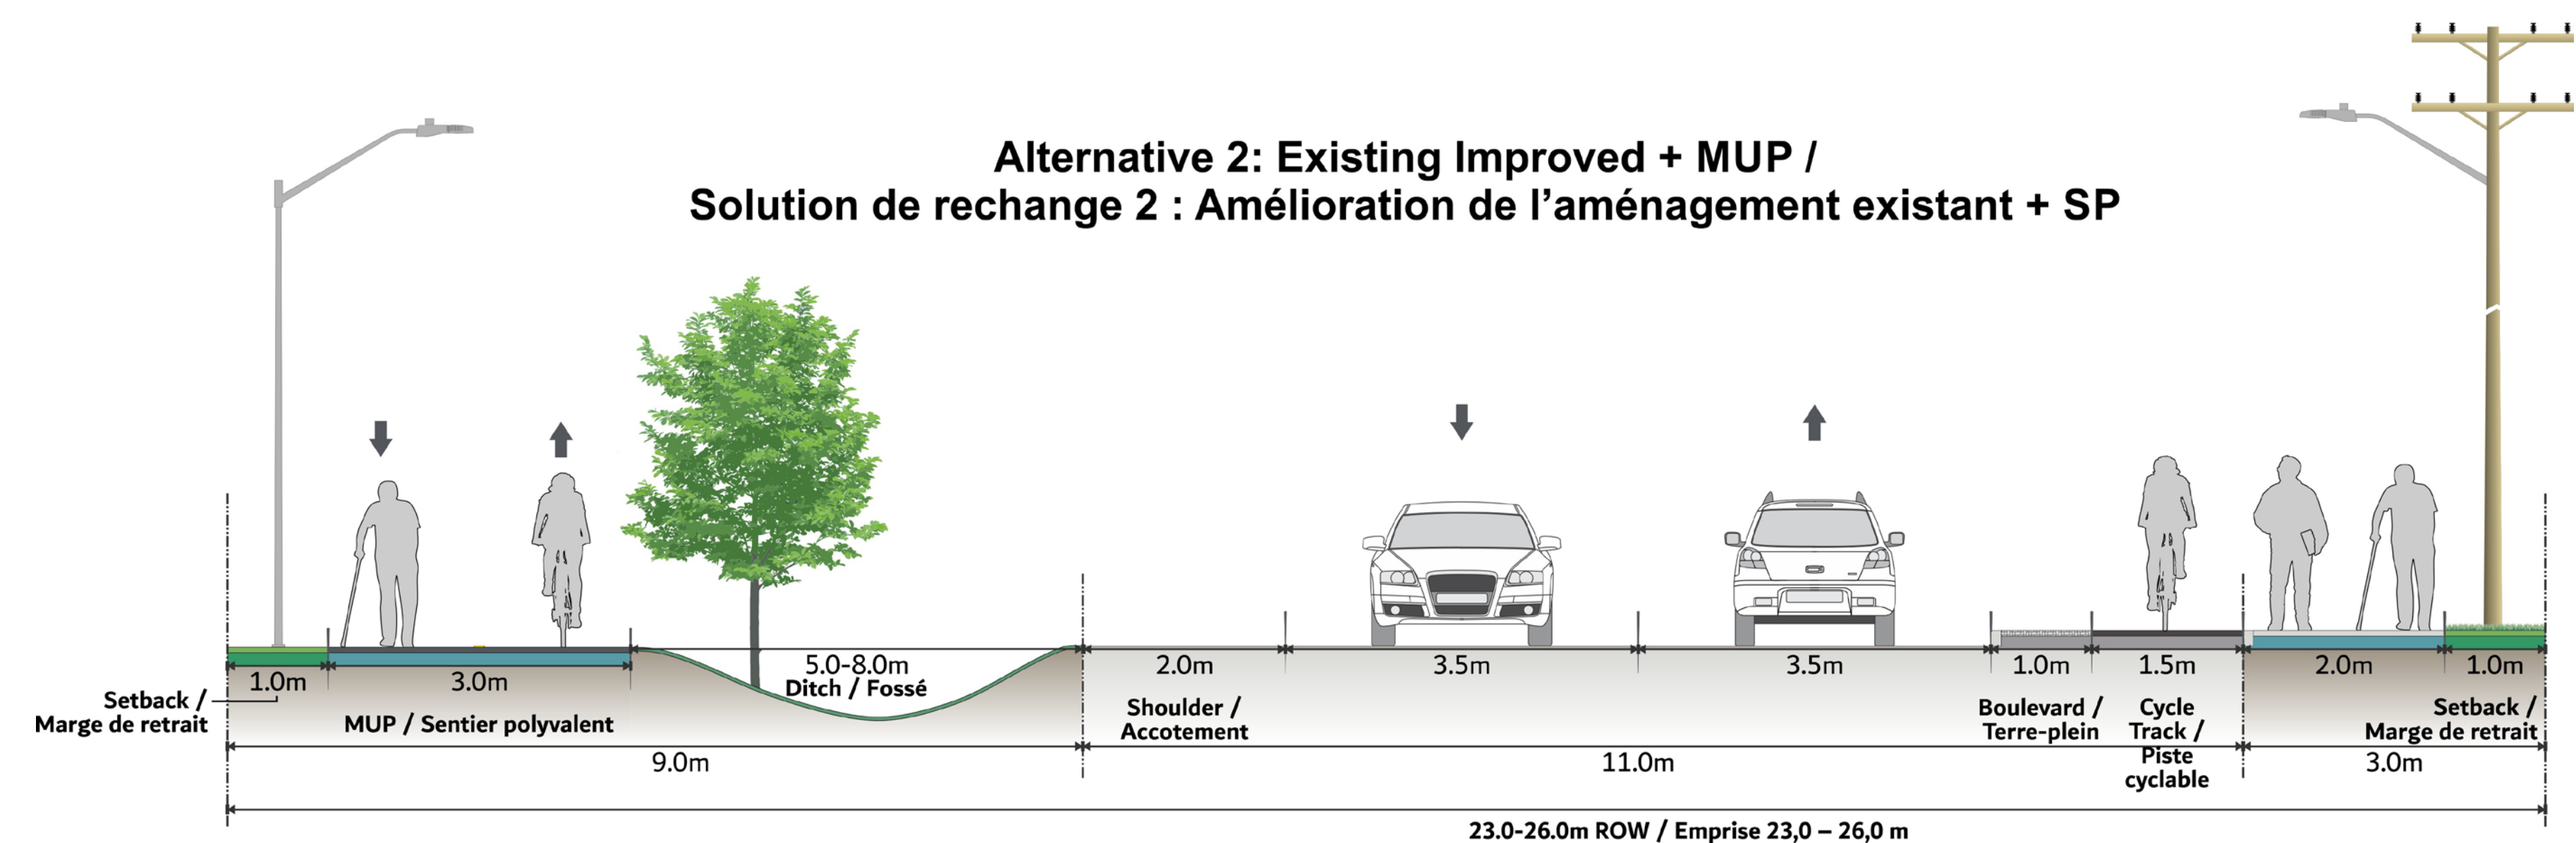 Alternative 2: Existing Improved + MUP /
Solution de rechange 2 : Amélioration de l’aménagement existant + SP
1.0m
3.0m
5.0-8.0m
Ditch / Fossé
2.0m
3.5m
3.5m
1.0m
1.5m
2.0m
1.0m
Setback /
Marge de retrait
MUP / Sentier polyvalent
Shoulder /
Accotement
Boulevard /
Terre-plein
Cycle
Track /
Piste
cyclable
Setback /
Marge de retrait
9.0m
11.0m
3.0m
23.0-26.0m ROW / Emprise 23,0 – 26,0 m